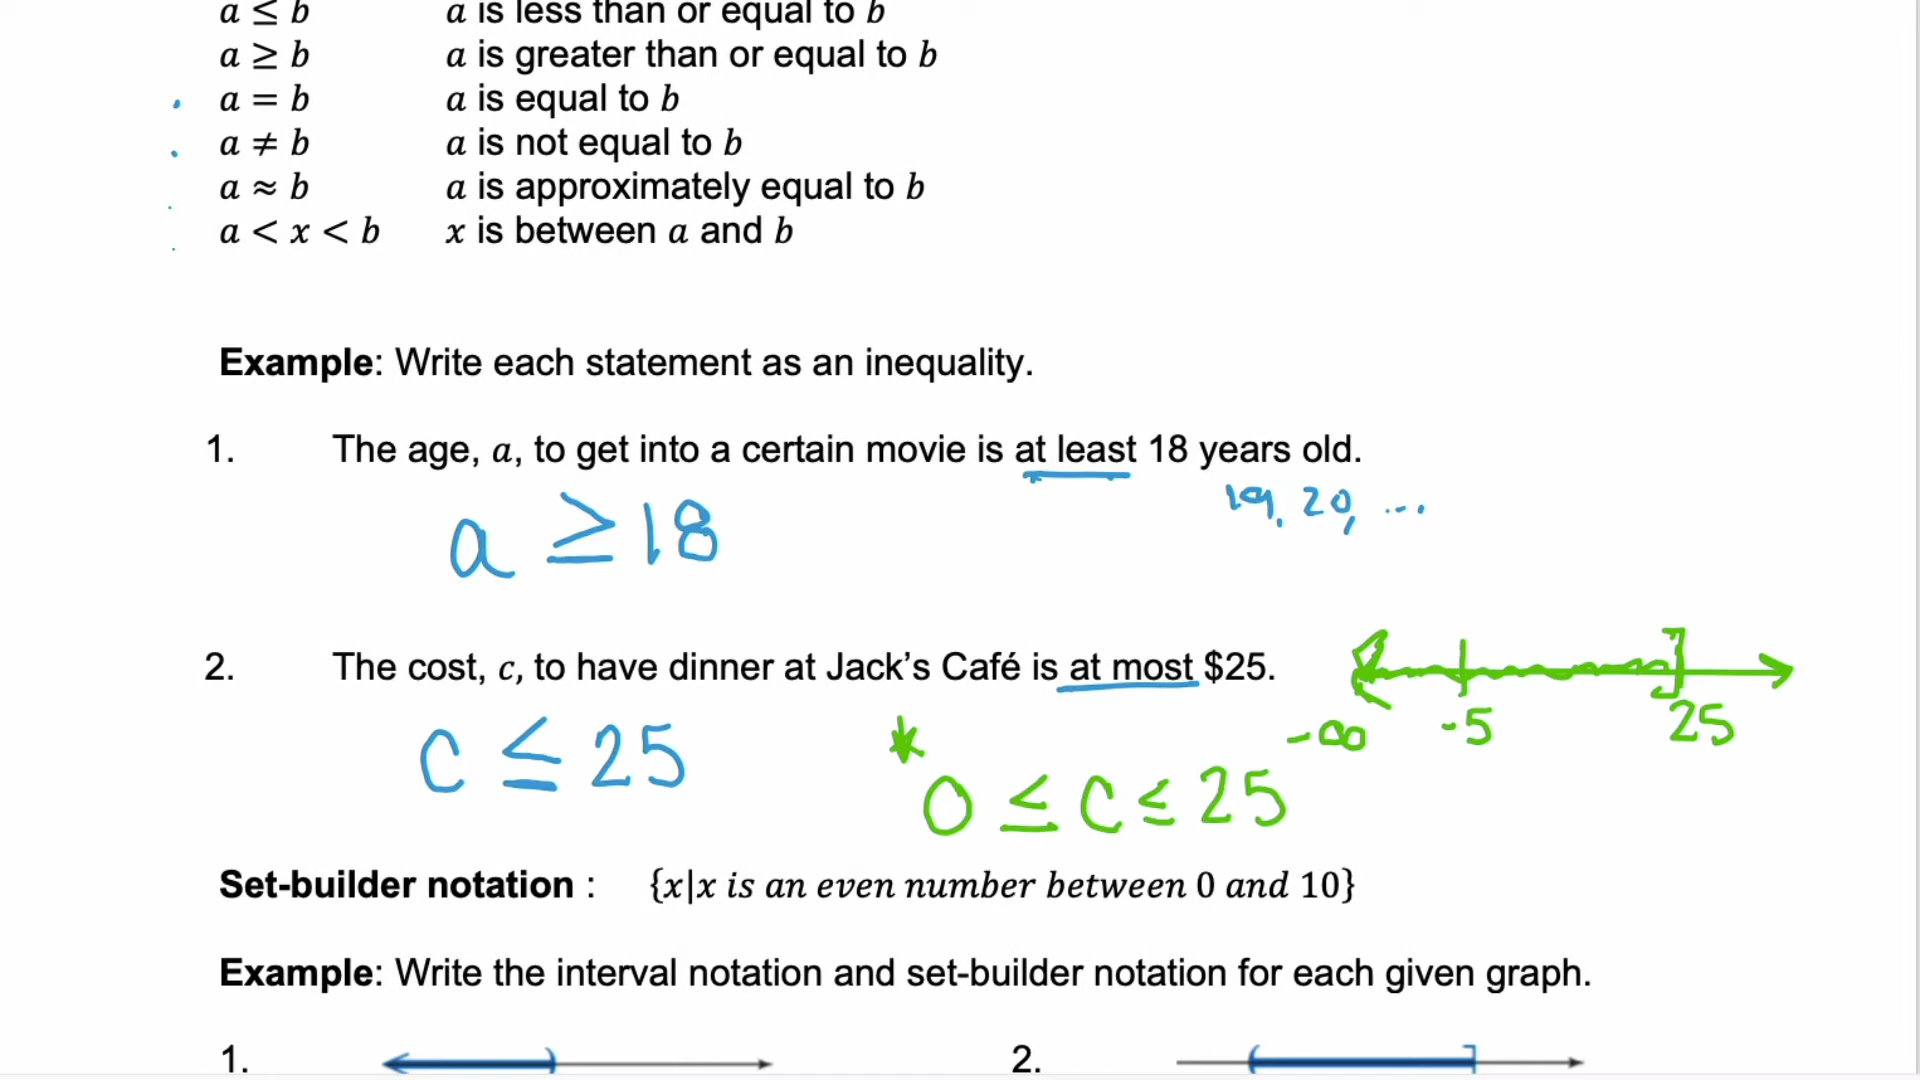 a ≤ b a is less than or equal to b
a ≥ b a is greater than or equal to b
a = b a is equal to b
a ≠ b a is not equal to b
a ≈ b a is approximately equal to b
a < x < b x is between a and b
Example: Write each statement as an inequality.
1. The age, a, to get into a certain movie is at least 18 years old.
19, 20, ...
a ≥ 18
2. The cost, c, to have dinner at Jack’s Café is at most $25.
-∞ -5 25
c ≤ 25 * 0 ≤ c ≤ 25
Set-builder notation : {x|x is an even number between 0 and 10}
Example: Write the interval notation and set-builder notation for each given graph.
1. ) 2. ( ]